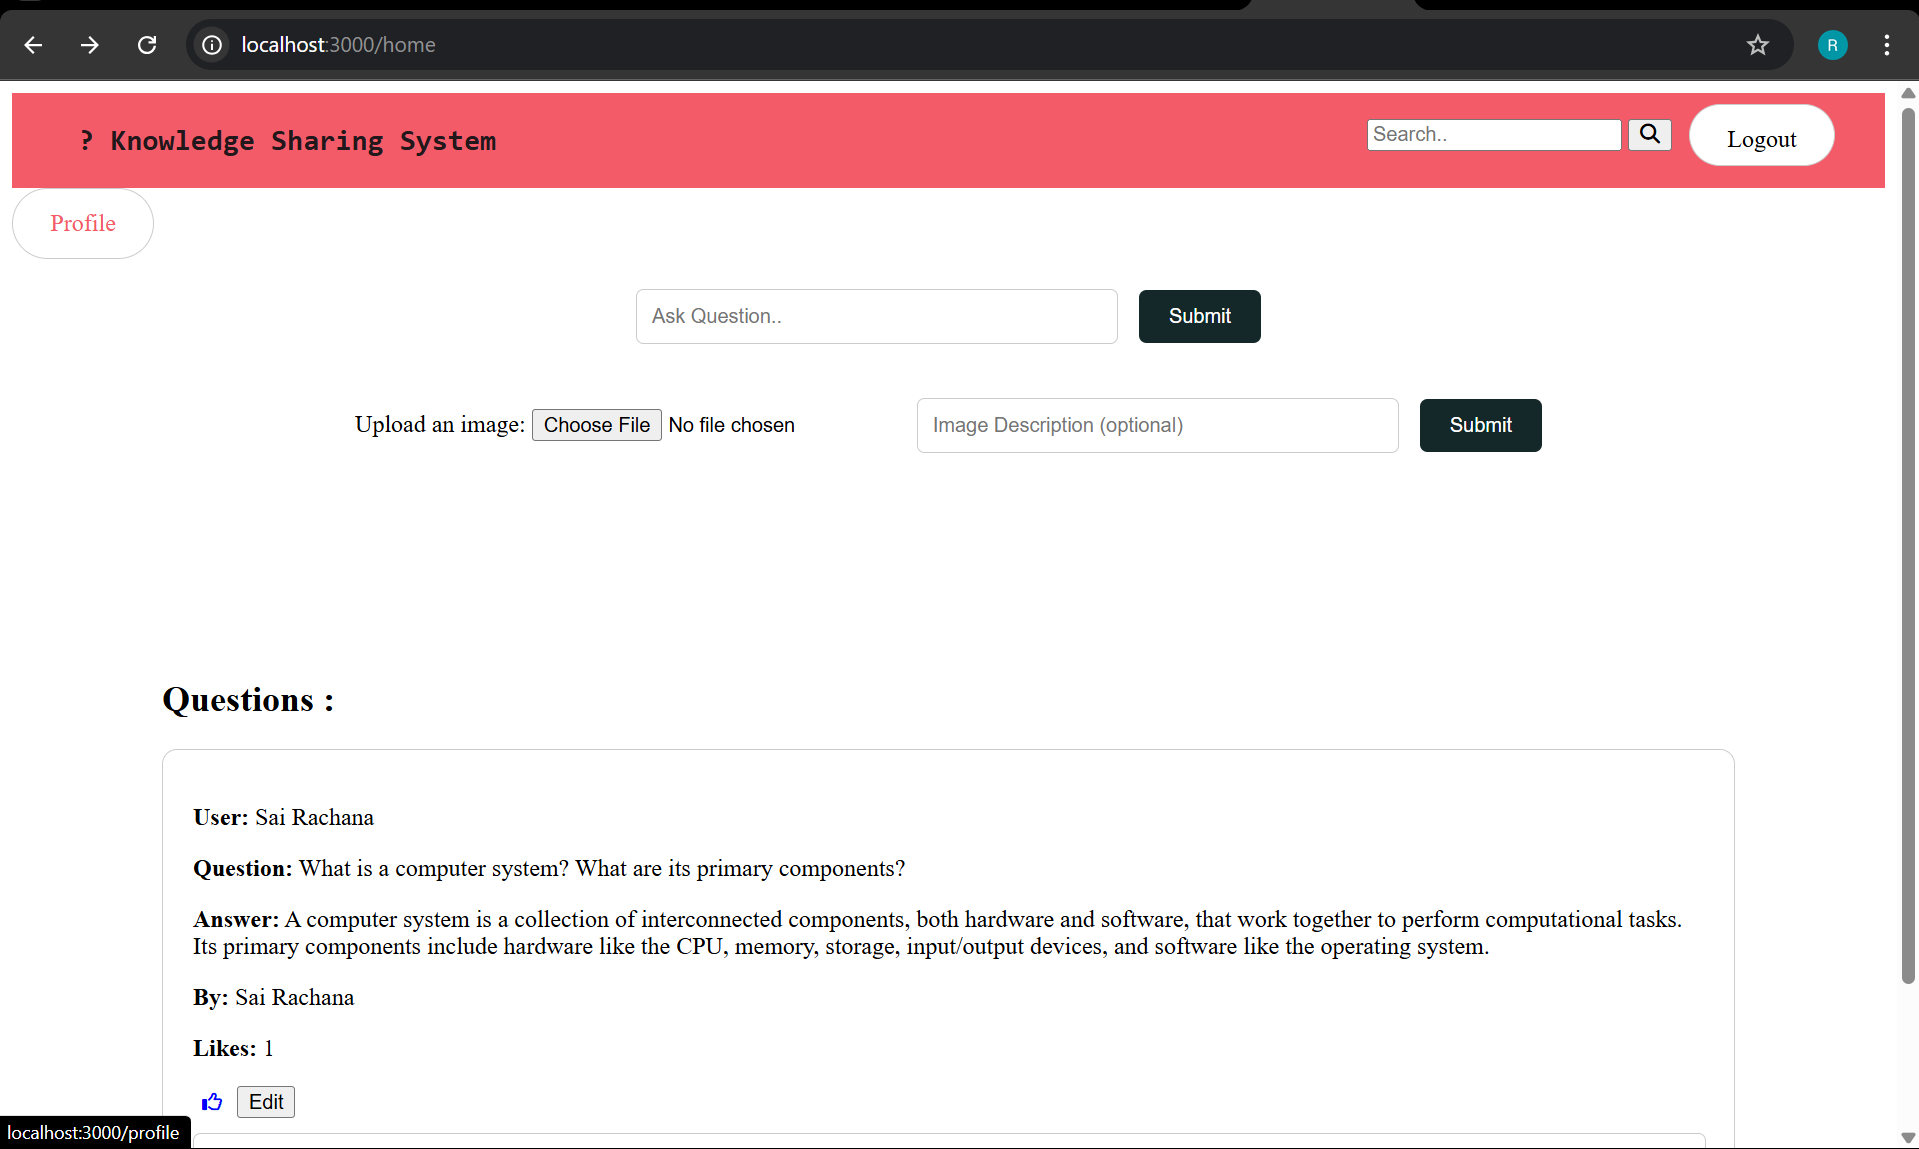 localhost:3000/home
R
? Knowledge Sharing System
Search..
Logout
Profile
Ask Question..
Submit
Upload an image: Choose File No file chosen
Image Description (optional)
Submit
Questions :
User: Sai Rachana
Question: What is a computer system? What are its primary components?
Answer: A computer system is a collection of interconnected components, both hardware and software, that work together to perform computational tasks.
Its primary components include hardware like the CPU, memory, storage, input/output devices, and software like the operating system.
By: Sai Rachana
Likes: 1
Edit
localhost:3000/profile